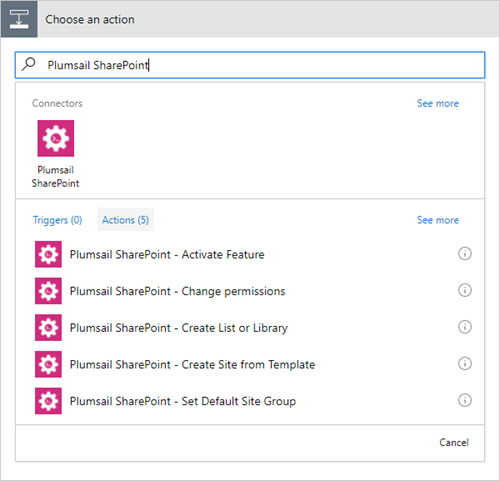 Choose an action
Plumsail SharePoint
Connectors
See more
Plumsail
SharePoint
Triggers (0)
Actions (5)
See more
Plumsail SharePoint - Activate Feature
Plumsail SharePoint - Change permissions
Plumsail SharePoint - Create List or Library
Plumsail SharePoint - Create Site from Template
Plumsail SharePoint - Set Default Site Group
Cancel